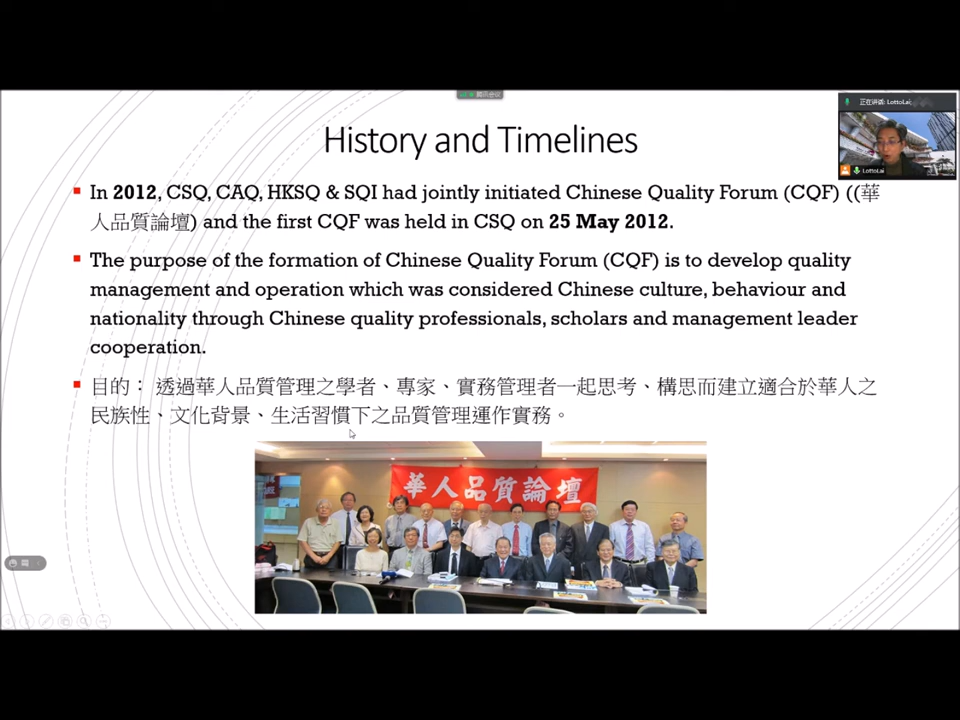 腾讯会议
正在讲话: LottoLai;
LottoLai
History and Timelines
In 2012, CSQ, CAQ, HKSQ & SQI had jointly initiated Chinese Quality Forum (CQF) ((華
人品質論壇) and the first CQF was held in CSQ on 25 May 2012.
The purpose of the formation of Chinese Quality Forum (CQF) is to develop quality
management and operation which was considered Chinese culture, behaviour and
nationality through Chinese quality professionals, scholars and management leader
cooperation.
目的： 透過華人品質管理之學者、專家、實務管理者一起思考、構思而建立適合於華人之
民族性、文化背景、生活習慣下之品質管理運作實務。
華人品質論壇